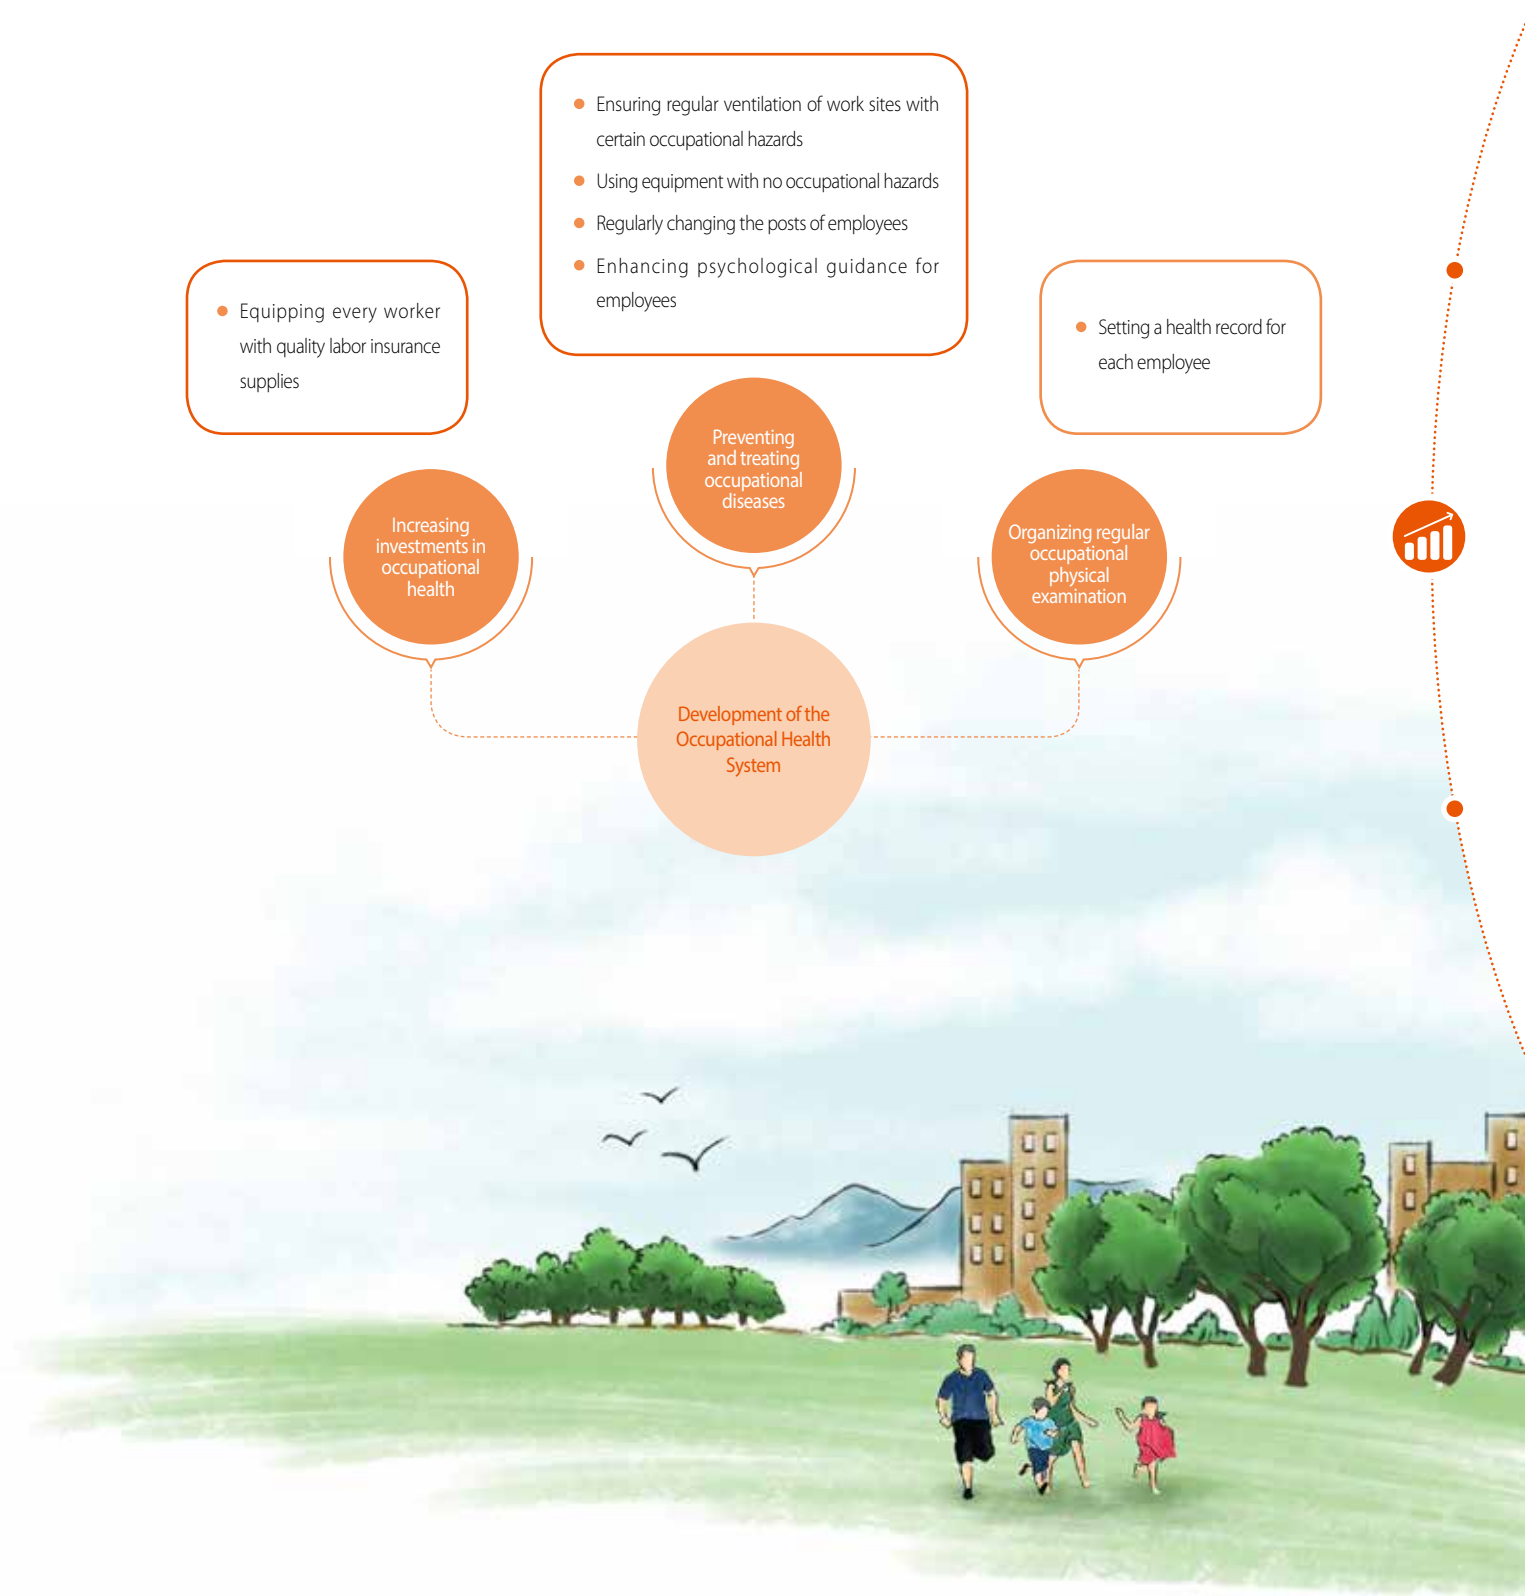 Ensuring regular ventilation of work sites with
certain occupational hazards
Using equipment with no occupational hazards
Regularly changing the posts of employees
Enhancing psychological guidance for
employees
Equipping every worker
with quality labor insurance
supplies
Setting a health record for
each employee
Preventing
and treating
occupational
diseases
Increasing
investments in
occupational
health
Organizing regular
occupational
physical
examination
Development of the
Occupational Health
System